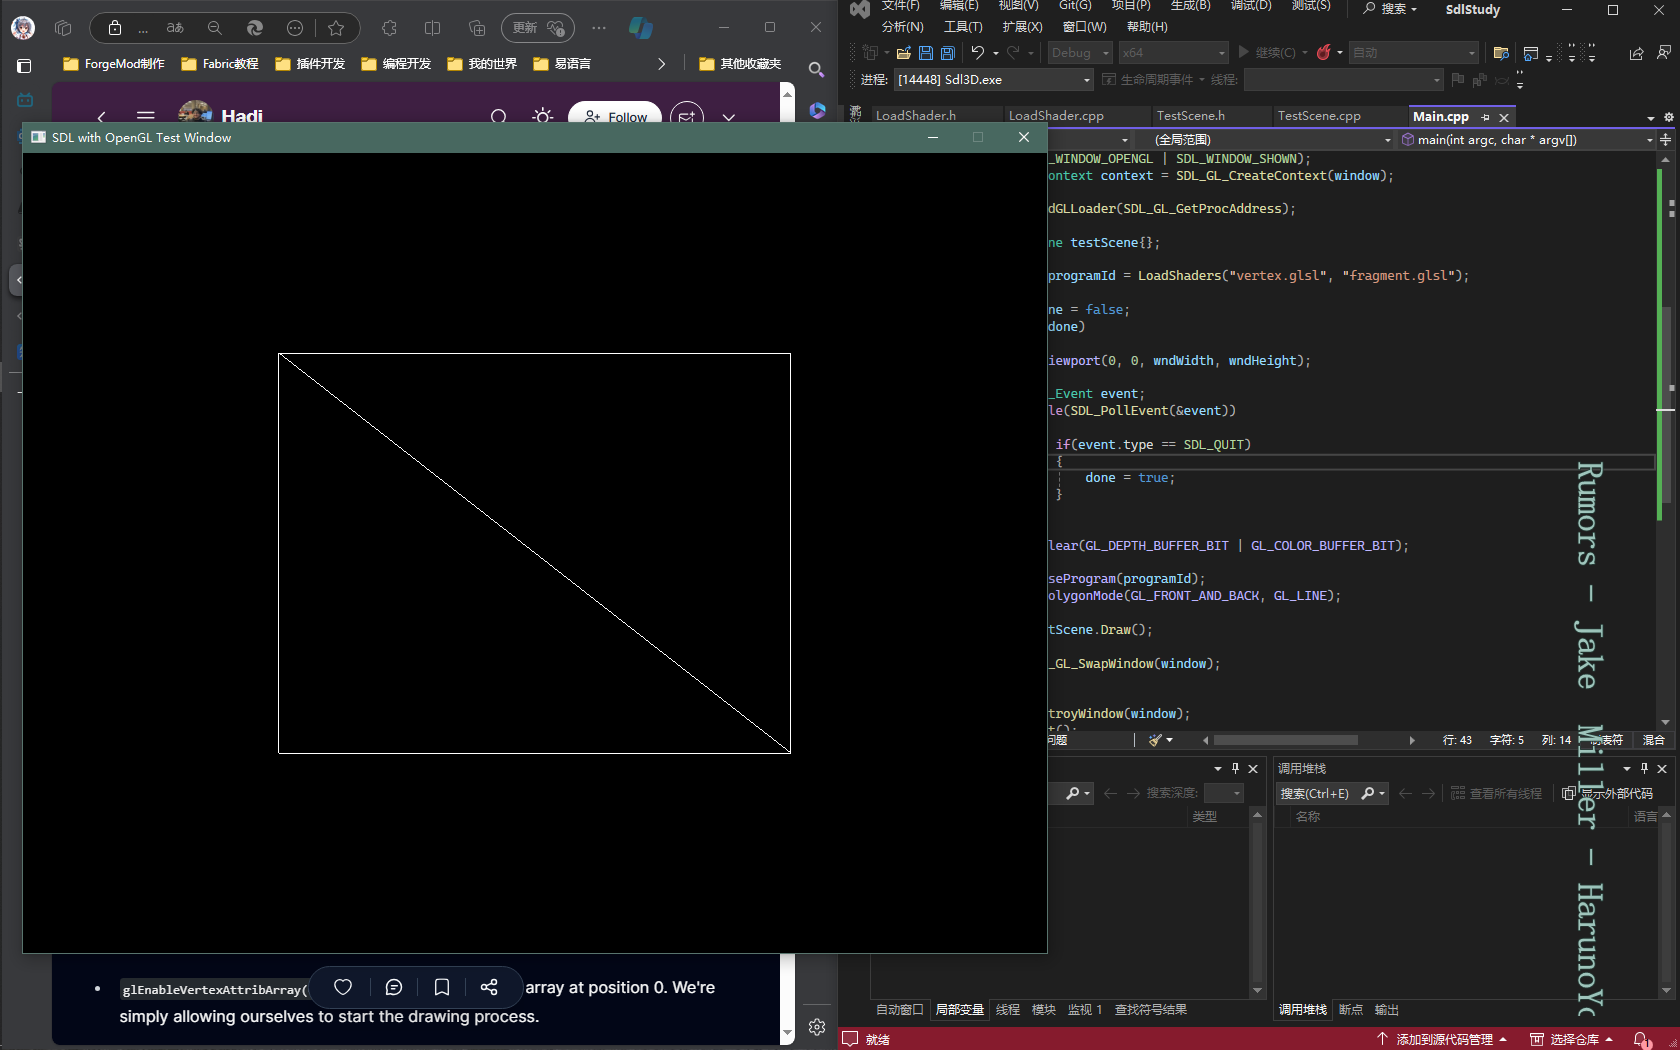 更新
ForgeMod制作
Fabric教程
插件开发
编程开发
我的世界
易语言
其他收藏夹
Hadi
Follow
SDL with OpenGL Test Window
glEnableVertexAttribArray(
array at position 0. We're
simply allowing ourselves to start the drawing process.
文件(F) 编辑(E) 视图(V) Git(G) 项目(P) 生成(B) 调试(D) 测试(S) 搜索 SdlStudy
分析(N) 工具(T) 扩展(X) 窗口(W) 帮助(H)
Debug x64 继续(C) 自动
进程: [14448] Sdl3D.exe 生命周期事件 线程:
LoadShader.h LoadShader.cpp TestScene.h TestScene.cpp Main.cpp
(全局范围) main(int argc, char * argv[])
_WINDOW_OPENGL | SDL_WINDOW_SHOWN);
ontext context = SDL_GL_CreateContext(window);
dGLLoader(SDL_GL_GetProcAddress);
ne testScene{};
programId = LoadShaders("vertex.glsl", "fragment.glsl");
ne = false;
done)
iewport(0, 0, wndWidth, wndHeight);
_Event event;
le(SDL_PollEvent(&event))
if(event.type == SDL_QUIT)
{
done = true;
}
lear(GL_DEPTH_BUFFER_BIT | GL_COLOR_BUFFER_BIT);
seProgram(programId);
olygonMode(GL_FRONT_AND_BACK, GL_LINE);
tScene.Draw();
_GL_SwapWindow(window);
troyWindow(window);
t();
问题
行: 43 字符: 5 列: 14 制表符 混合
搜索深度:
类型
调用堆栈
搜索(Ctrl+E) 查看所有线程 显示外部代码
名称 语言
自动窗口 局部变量 线程 模块 监视 1 查找符号结果
调用堆栈 断点 输出
就绪
添加到源代码管理 选择仓库
1
Rumors - Jake Miller - HarunoY